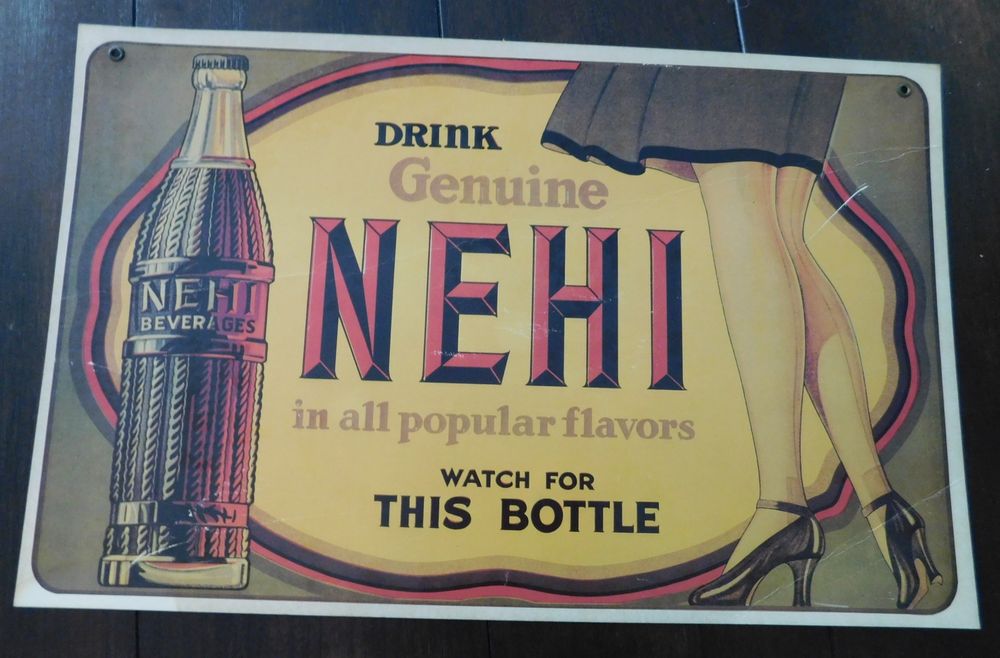 DRINK
Genuine
NEHI
in all popular flavors
WATCH FOR
THIS BOTTLE
NEHI
BEVERAGES